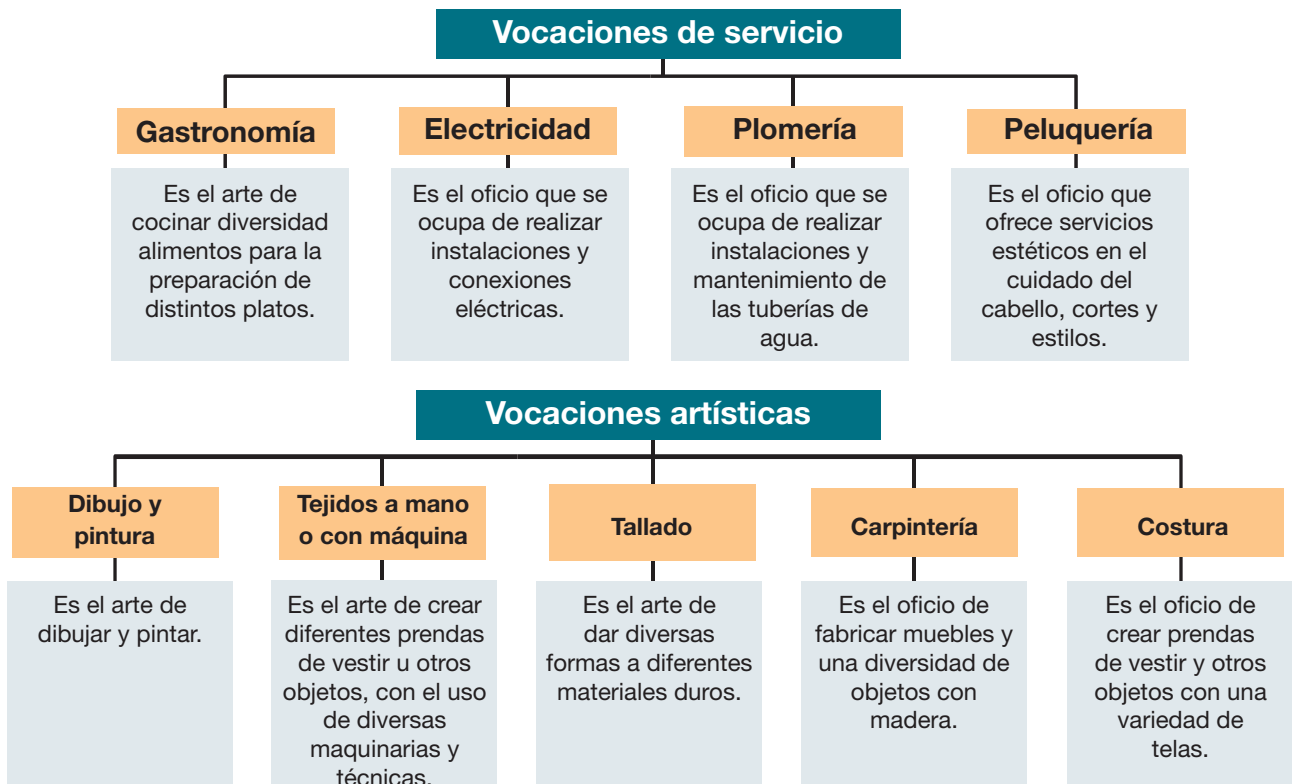 Vocaciones de servicio
Gastronomía
Es el arte de
cocinar diversidad
alimentos para la
preparación de
distintos platos.
Electricidad
Es el oficio que se
ocupa de realizar
instalaciones y
conexiones
eléctricas.
Plomería
Es el oficio que se
ocupa de realizar
instalaciones y
mantenimiento de
las tuberías de
agua.
Peluquería
Es el oficio que
ofrece servicios
estéticos en el
cuidado del
cabello, cortes y
estilos.
Vocaciones artísticas
Dibujo y
pintura
Es el arte de
dibujar y pintar.
Tejidos a mano
o con máquina
Es el arte de crear
diferentes prendas
de vestir u otros
objetos, con el uso
de diversas
maquinarias y
técnicas.
Tallado
Es el arte de
dar diversas
formas a diferentes
materiales duros.
Carpintería
Es el oficio de
fabricar muebles y
una diversidad de
objetos con
madera.
Costura
Es el oficio de
crear prendas
de vestir y otros
objetos con una
variedad de
telas.